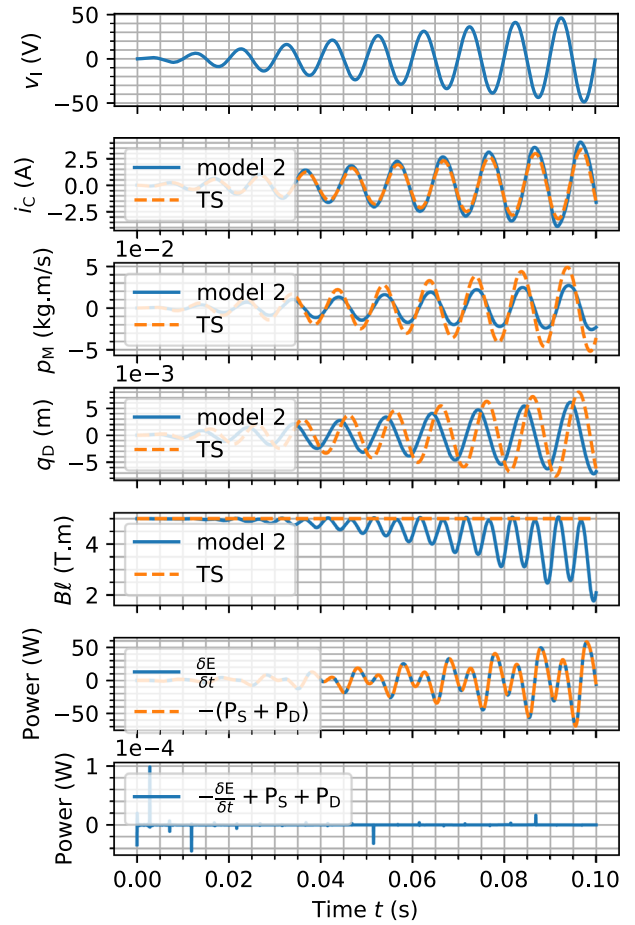 50
0
−50
v_I (V)
2.5
0.0
−2.5
i_C (A)
model 2
TS
1e−2
5
0
−5
p_M (kg.m/s)
model 2
TS
1e−3
5
0
−5
q_D (m)
model 2
TS
4
2
Bℓ (T.m)
model 2
TS
50
0
−50
Power (W)
δE/δt
−(P_S + P_D)
1e−4
1
0
Power (W)
−δE/δt + P_S + P_D
0.00 0.02 0.04 0.06 0.08 0.10
Time t (s)